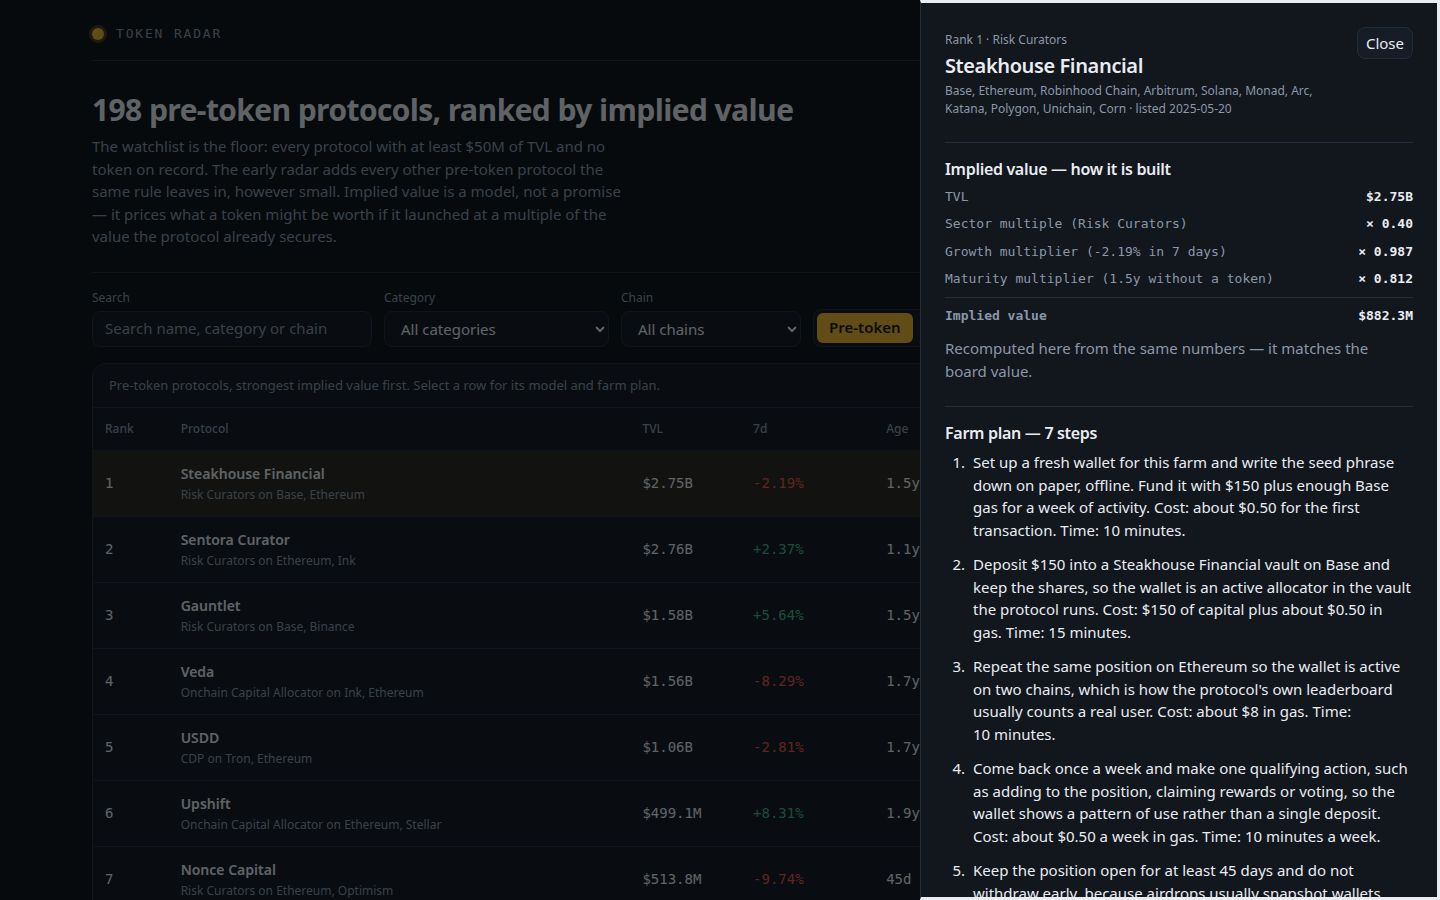 TOKEN RADAR
198 pre-token protocols, ranked by implied value
The watchlist is the floor: every protocol with at least $50M of TVL and no
token on record. The early radar adds every other pre-token protocol the
same rule leaves in, however small. Implied value is a model, not a promise
— it prices what a token might be worth if it launched at a multiple of the
value the protocol already secures.
Search Category Chain
Search name, category or chain All categories All chains Pre-token
Pre-token protocols, strongest implied value first. Select a row for its model and farm plan.
Rank Protocol TVL 7d Age
1 Steakhouse Financial $2.75B -2.19% 1.5y
Risk Curators on Base, Ethereum
2 Sentora Curator $2.76B +2.37% 1.1y
Risk Curators on Ethereum, Ink
3 Gauntlet $1.58B +5.64% 1.5y
Risk Curators on Base, Binance
4 Veda $1.56B -8.29% 1.7y
Onchain Capital Allocator on Ink, Ethereum
5 USDD $1.06B -2.81% 1.7y
CDP on Tron, Ethereum
6 Upshift $499.1M +8.31% 1.9y
Onchain Capital Allocator on Ethereum, Stellar
7 Nonce Capital $513.8M -9.74% 45d
Risk Curators on Ethereum, Optimism
Rank 1 · Risk Curators
Close
Steakhouse Financial
Base, Ethereum, Robinhood Chain, Arbitrum, Solana, Monad, Arc,
Katana, Polygon, Unichain, Corn · listed 2025-05-20
Implied value — how it is built
TVL $2.75B
Sector multiple (Risk Curators) × 0.40
Growth multiplier (-2.19% in 7 days) × 0.987
Maturity multiplier (1.5y without a token) × 0.812
Implied value $882.3M
Recomputed here from the same numbers — it matches the
board value.
Farm plan — 7 steps
1. Set up a fresh wallet for this farm and write the seed phrase
down on paper, offline. Fund it with $150 plus enough Base
gas for a week of activity. Cost: about $0.50 for the first
transaction. Time: 10 minutes.
2. Deposit $150 into a Steakhouse Financial vault on Base and
keep the shares, so the wallet is an active allocator in the vault
the protocol runs. Cost: $150 of capital plus about $0.50 in
gas. Time: 15 minutes.
3. Repeat the same position on Ethereum so the wallet is active
on two chains, which is how the protocol's own leaderboard
usually counts a real user. Cost: about $8 in gas. Time:
10 minutes.
4. Come back once a week and make one qualifying action, such
as adding to the position, claiming rewards or voting, so the
wallet shows a pattern of use rather than a single deposit.
Cost: about $0.50 a week in gas. Time: 10 minutes a week.
5. Keep the position open for at least 45 days and do not
withdraw early, because airdrops usually snapshot wallets